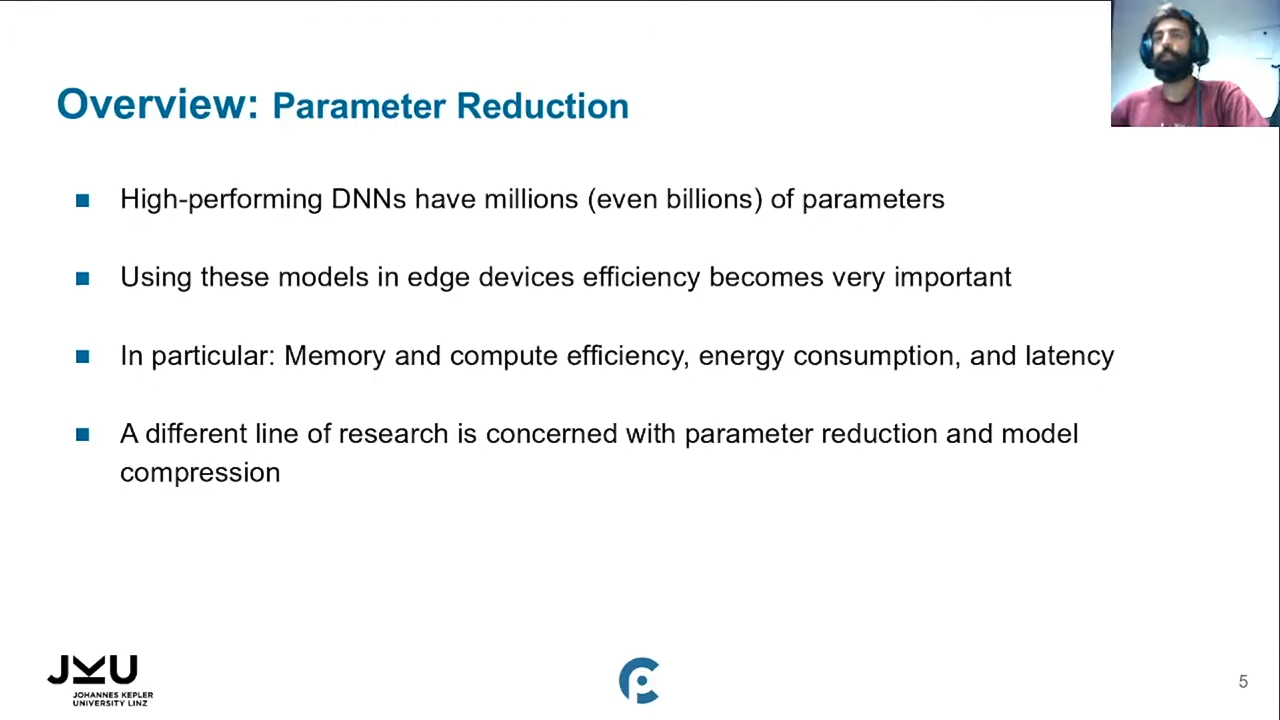 Overview: Parameter Reduction
High-performing DNNs have millions (even billions) of parameters
Using these models in edge devices efficiency becomes very important
In particular: Memory and compute efficiency, energy consumption, and latency
A different line of research is concerned with parameter reduction and model
compression
JKU
JOHANNES KEPLER
UNIVERSITY LINZ
5